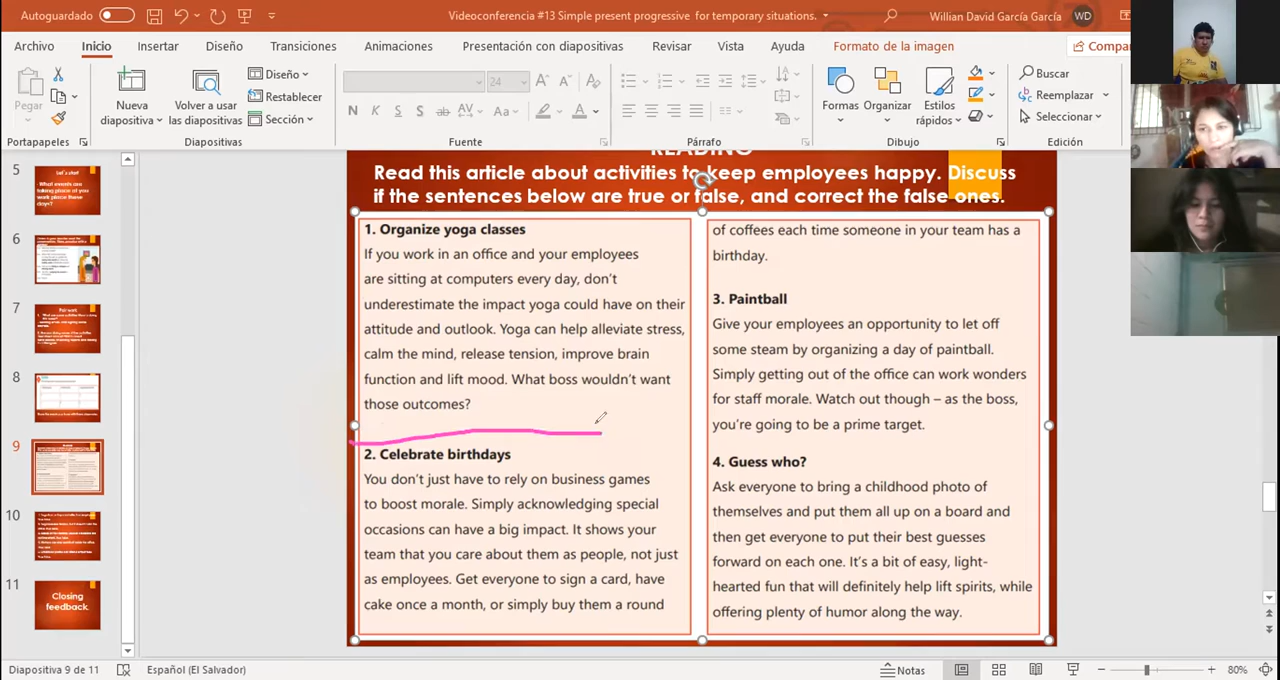 Autoguardado
Videoconferencia #13 Simple present progressive for temporary situations.
Willian David García García
WD
Archivo
Inicio
Insertar
Diseño
Transiciones
Animaciones
Presentación con diapositivas
Revisar
Vista
Ayuda
Formato de la imagen
Compar
Pegar
Nueva
diapositiva
Volver a usar
las diapositivas
Diseño
Restablecer
Sección
24
N K S S ab AV Aa A
Formas
Organizar
Estilos
rápidos
Buscar
Reemplazar
Seleccionar
Portapapeles
Diapositivas
Fuente
Párrafo
Dibujo
Edición
5
Let's start
6
7
Pair work
8
9
10
11
Closing
feedback.
READING
Read this article about activities to keep employees happy. Discuss
if the sentences below are true or false, and correct the false ones.
1. Organize yoga classes
If you work in an office and your employees
are sitting at computers every day, don't
underestimate the impact yoga could have on their
attitude and outlook. Yoga can help alleviate stress,
calm the mind, release tension, improve brain
function and lift mood. What boss wouldn't want
those outcomes?
2. Celebrate birthdays
You don't just have to rely on business games
to boost morale. Simply acknowledging special
occasions can have a big impact. It shows your
team that you care about them as people, not just
as employees. Get everyone to sign a card, have
cake once a month, or simply buy them a round
of coffees each time someone in your team has a
birthday.
3. Paintball
Give your employees an opportunity to let off
some steam by organizing a day of paintball.
Simply getting out of the office can work wonders
for staff morale. Watch out though – as the boss,
you're going to be a prime target.
4. Guess who?
Ask everyone to bring a childhood photo of
themselves and put them all up on a board and
then get everyone to put their best guesses
forward on each one. It's a bit of easy, light-
hearted fun that will definitely help lift spirits, while
offering plenty of humor along the way.
Diapositiva 9 de 11
Español (El Salvador)
Notas
80%